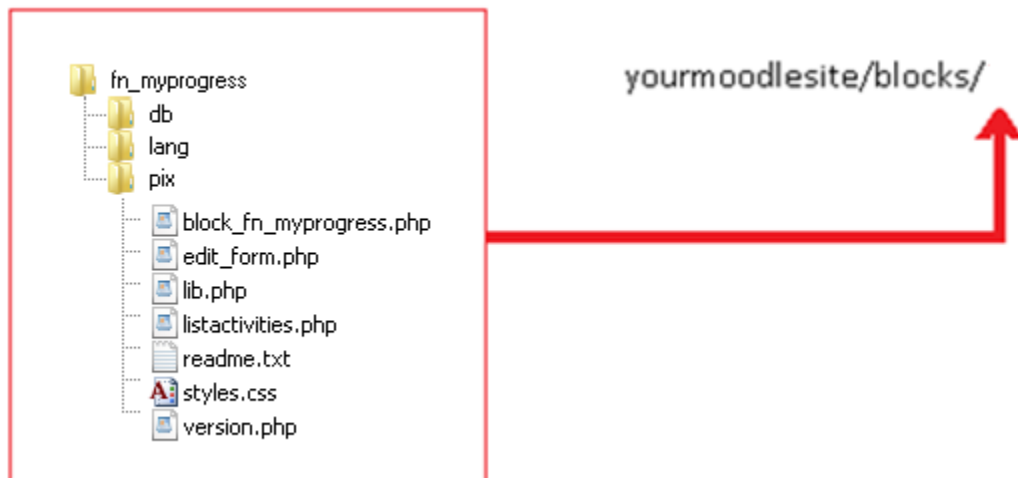 fn_myprogress
db
lang
pix
block_fn_myprogress.php
edit_form.php
lib.php
listactivities.php
readme.txt
styles.css
version.php
yourmoodlesite/blocks/